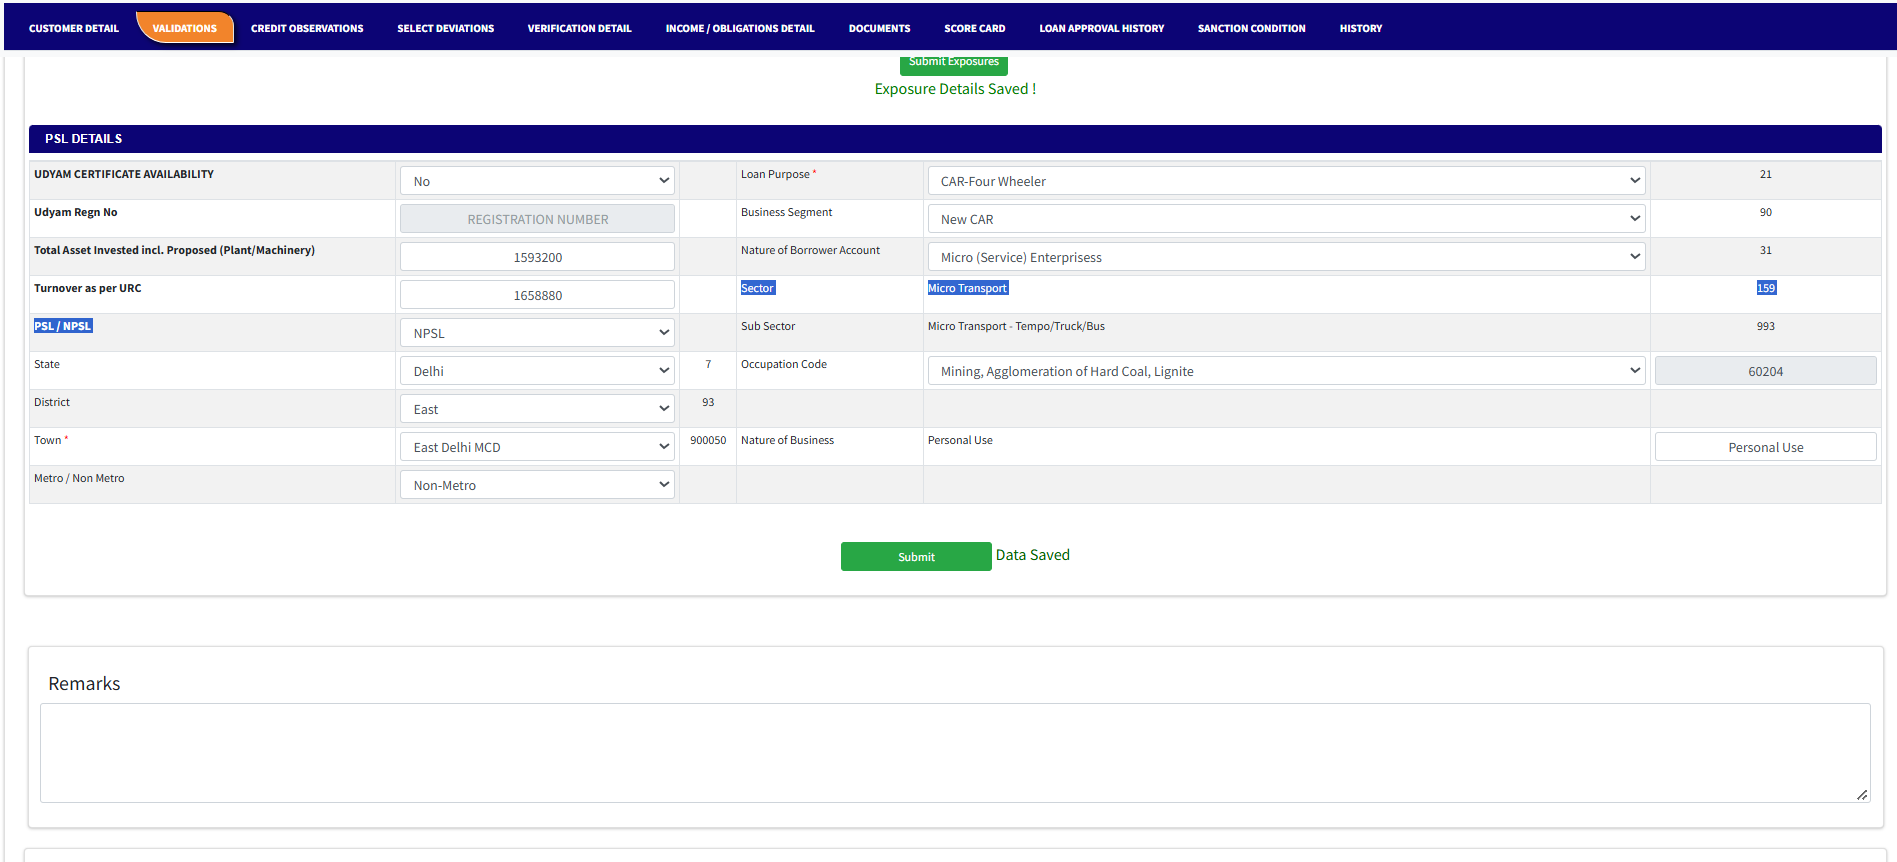 CUSTOMER DETAIL VALIDATIONS CREDIT OBSERVATIONS SELECT DEVIATIONS VERIFICATION DETAIL INCOME / OBLIGATIONS DETAIL DOCUMENTS SCORE CARD LOAN APPROVAL HISTORY SANCTION CONDITION HISTORY
Submit Exposures
Exposure Details Saved !
PSL DETAILS
UDYAM CERTIFICATE AVAILABILITY No Loan Purpose * CAR-Four Wheeler 21
Udyam Regn No REGISTRATION NUMBER Business Segment New CAR 90
Total Asset Invested incl. Proposed (Plant/Machinery) 1593200 Nature of Borrower Account Micro (Service) Enterprisess 31
Turnover as per URC 1658880 Sector Micro Transport 159
PSL / NPSL NPSL Sub Sector Micro Transport - Tempo/Truck/Bus 993
State Delhi 7 Occupation Code Mining, Agglomeration of Hard Coal, Lignite 60204
District East 93
Town * East Delhi MCD 900050 Nature of Business Personal Use Personal Use
Metro / Non Metro Non-Metro
Submit Data Saved
Remarks